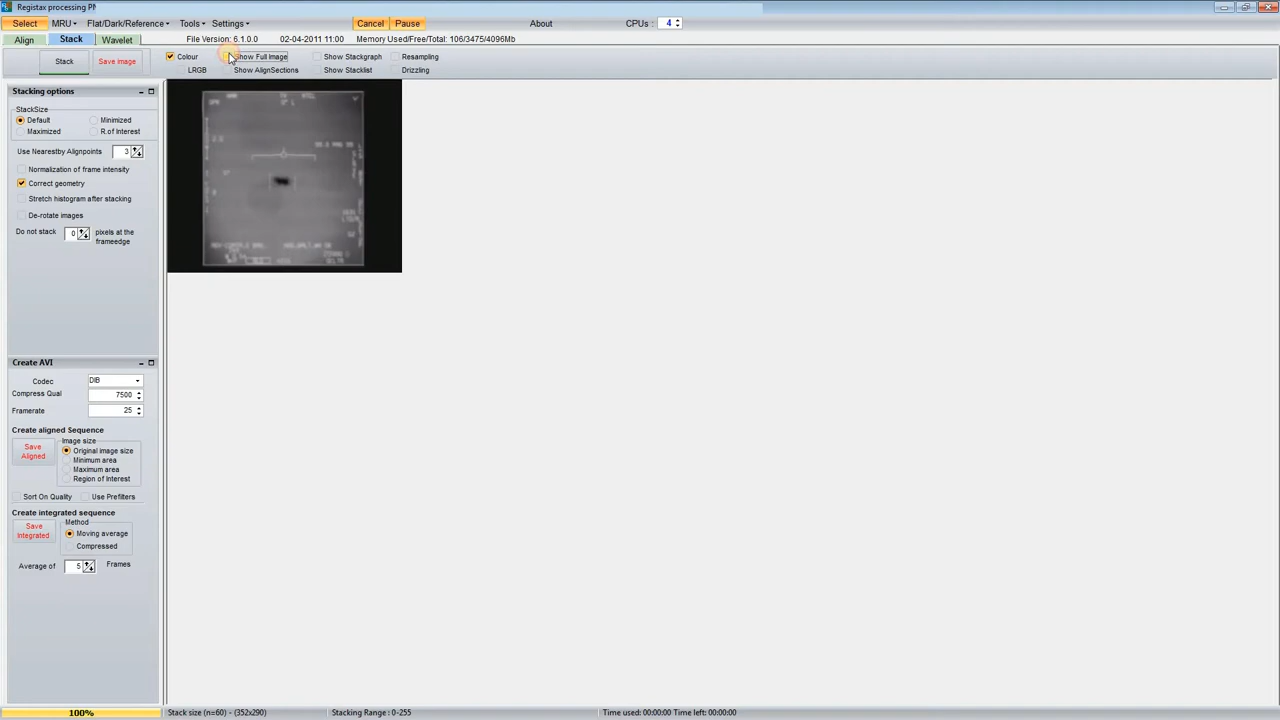 Registax processing PN
Select MRU Flat/Dark/Reference Tools Settings Cancel Pause About CPUs : 4
Align Stack Wavelet File Version: 6.1.0.0 02-04-2011 11:00 Memory Used/Free/Total: 106/3475/4096Mb
Stack Save image Colour Show Full Image Show Stackgraph Resampling
LRGB Show AlignSections Show Stacklist Drizzling
Stacking options
StackSize
Default Minimized
Maximized R.of Interest
Use Nearestby Alignpoints 3
Normalization of frame intensity
Correct geometry
Stretch histogram after stacking
De-rotate images
Do not stack 0 pixels at the
frameedge
Create AVI
Codec DIB
Compress Qual 7500
Framerate 25
Create aligned Sequence
Save
Aligned
Image size
Original image size
Minimum area
Maximum area
Region of Interest
Sort On Quality Use Prefilters
Create integrated sequence
Save
Integrated
Method
Moving average
Compressed
Average of 5 Frames
100% Stack size (n=60) - (352x290) Stacking Range : 0-255 Time used: 00:00:00 Time left: 00:00:00